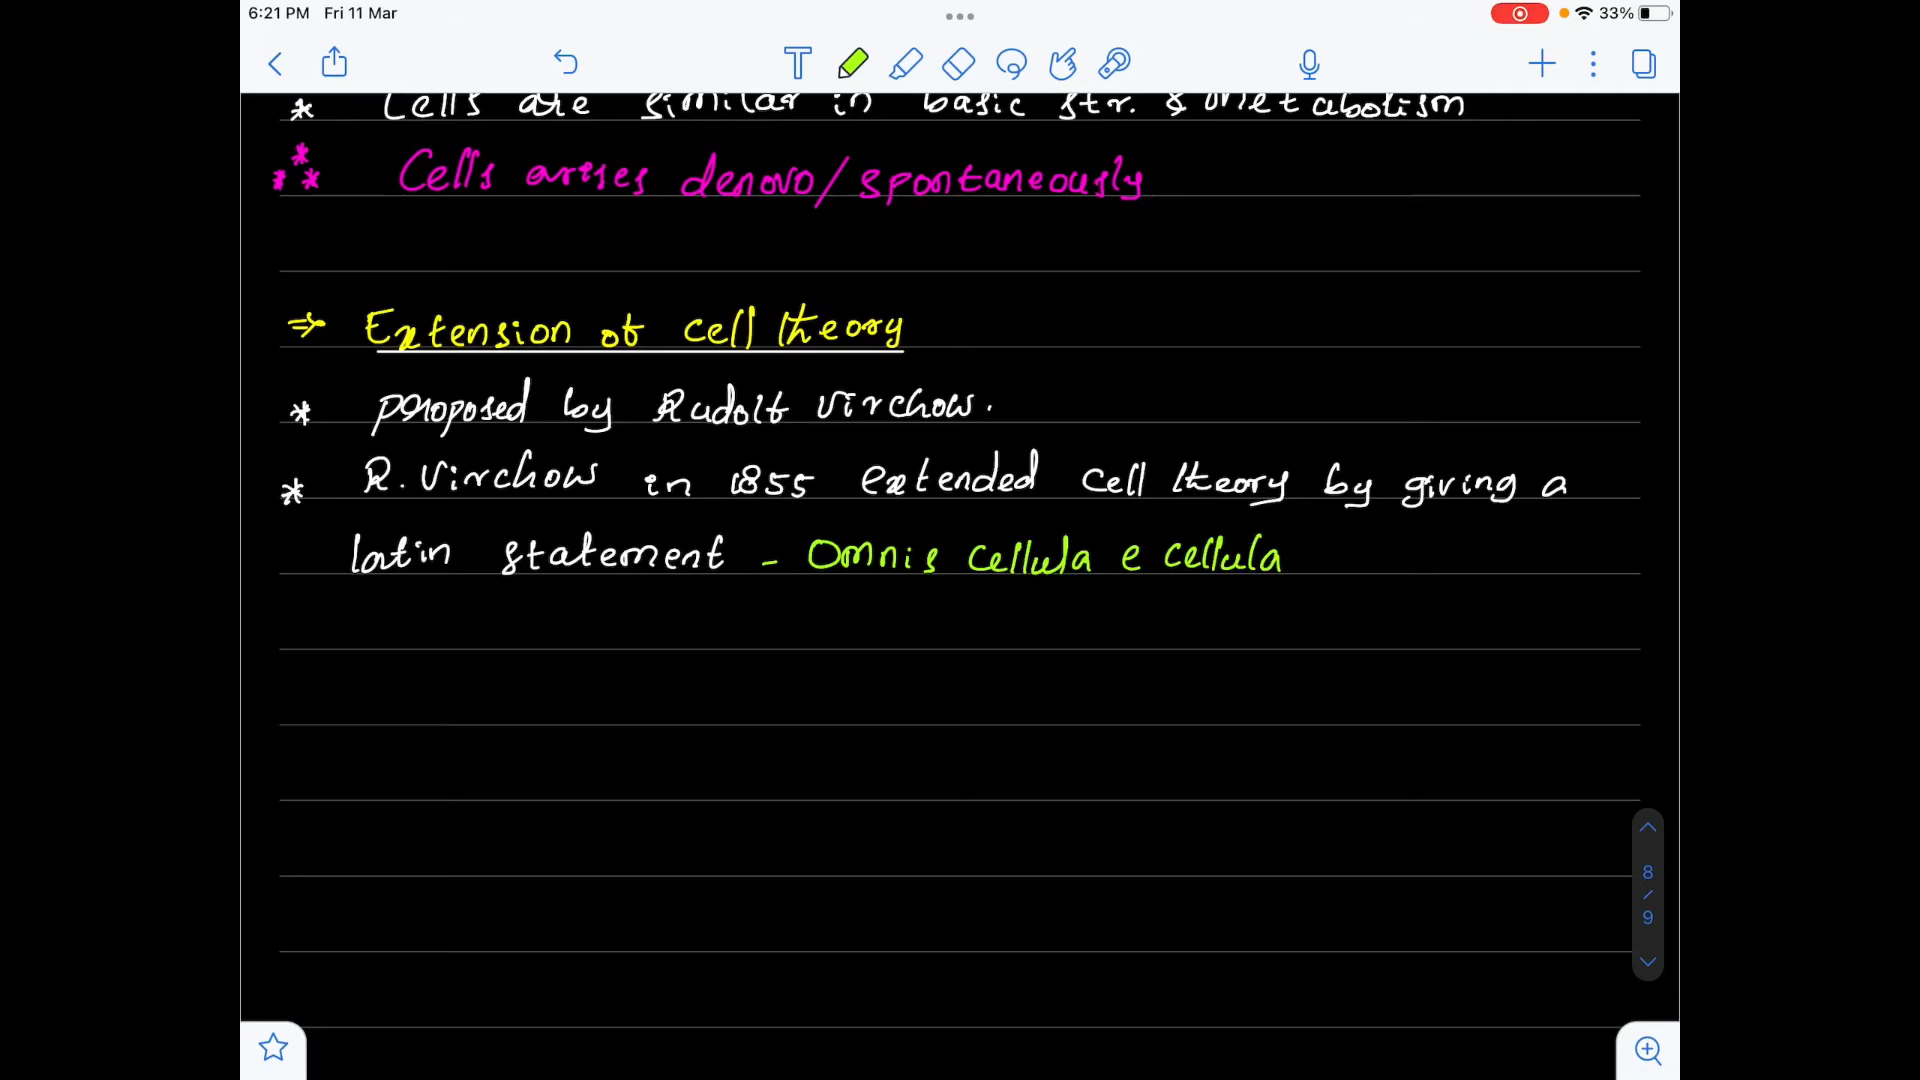 6:21 PM Fri 11 Mar
33%
* Cells are similar in basic str. & metabolism
*** Cells arises denovo/spontaneously
⇒ Extension of cell theory
* proposed by Rudolf Virchow.
* R. Virchow in 1855 extended cell theory by giving a
latin statement - Omnis cellula e cellula
8
/
9